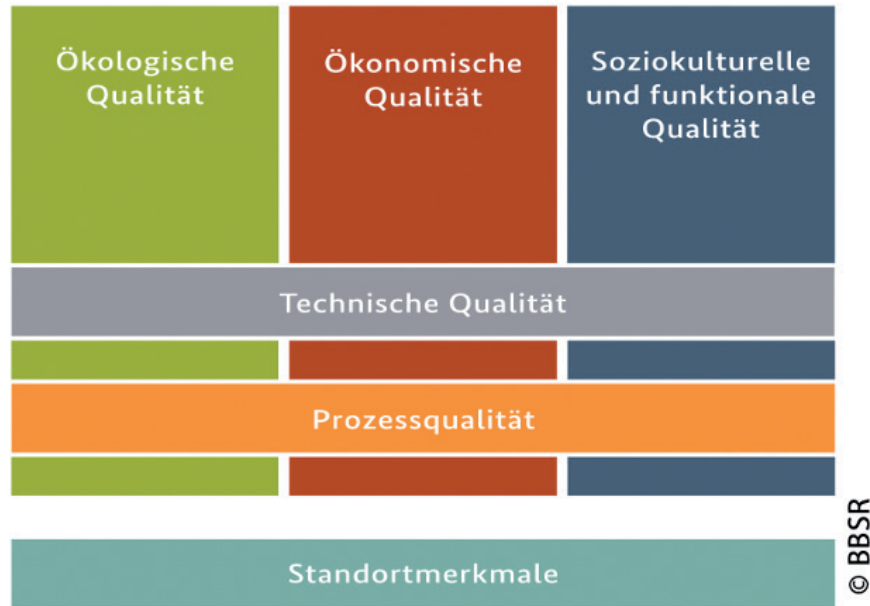 Ökologische
Qualität
Ökonomische
Qualität
Soziokulturelle
und funktionale
Qualität
Technische Qualität
Prozessqualität
Standortmerkmale
© BBSR